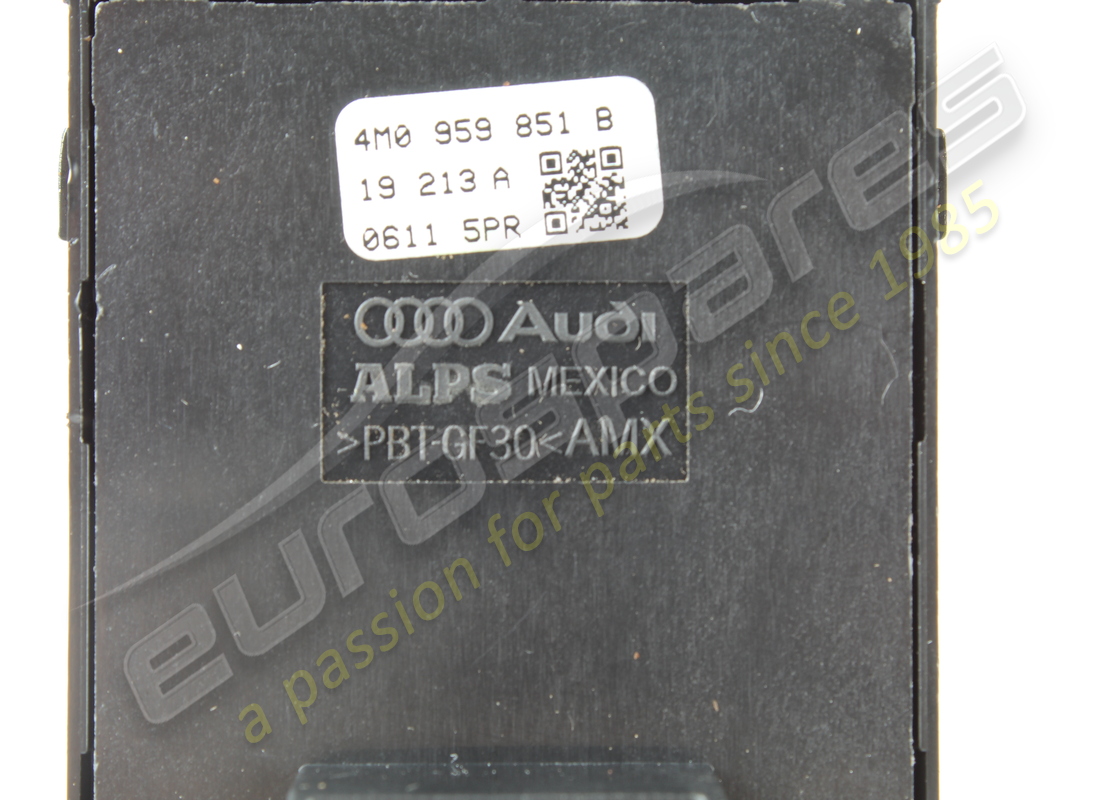 4M0 959 851 B
19 213 A
0611 5PR
Audi
ALPS MEXICO
>PBT-GF30< AMX
eurospares
a passion for parts since 1985